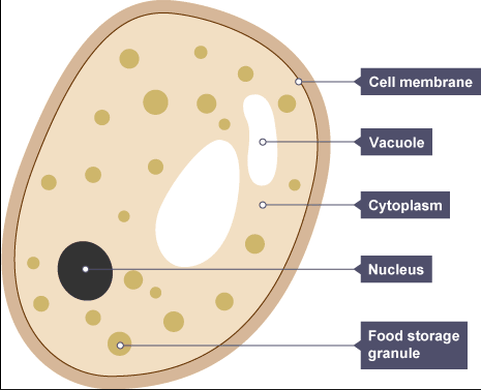 Cell membrane
Vacuole
Cytoplasm
Nucleus
Food storage
granule